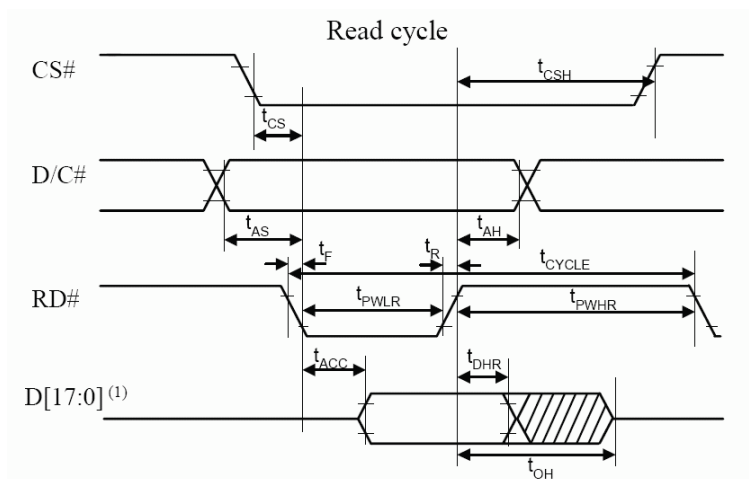 Read cycle
CS#
tCSH
tCS
D/C#
tAS
tF
tR
tAH
tCYCLE
RD#
tPWLR
tPWHR
tACC
tDHR
D[17:0] (1)
tOH